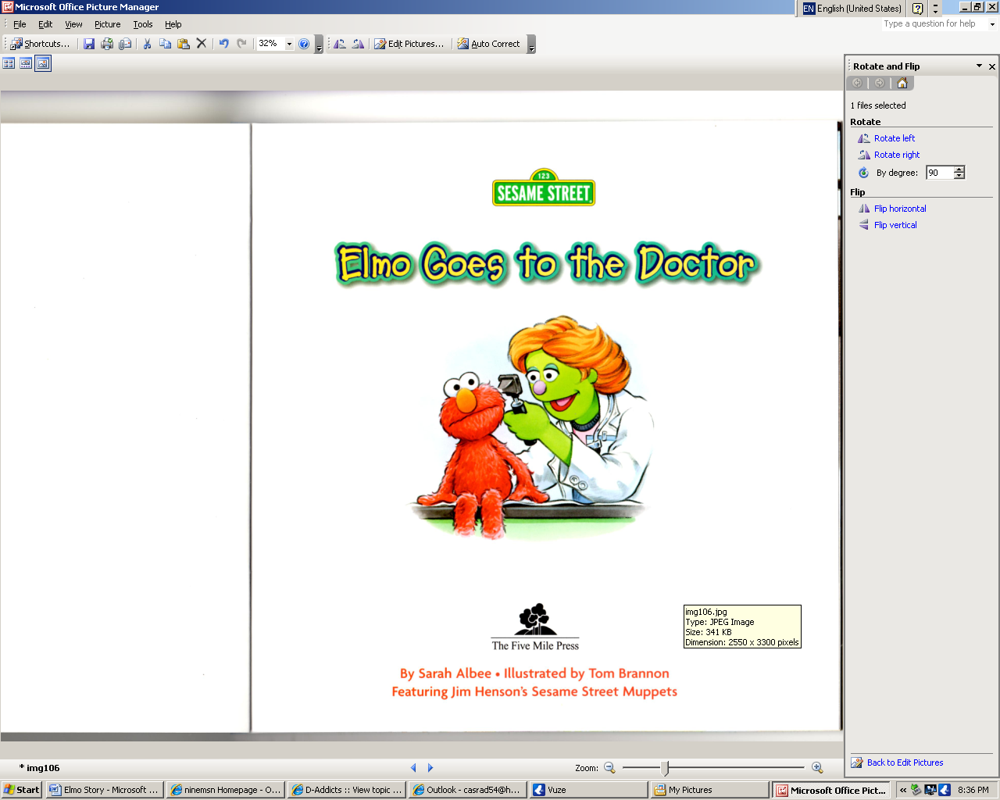 Microsoft Office Picture Manager
EN English (United States)
File Edit View Picture Tools Help
Type a question for help
Shortcuts... 32% Edit Pictures... Auto Correct
Rotate and Flip
1 files selected
Rotate
Rotate left
Rotate right
By degree: 90
Flip
Flip horizontal
Flip vertical
123
SESAME STREET
Elmo Goes to the Doctor
img106.jpg
Type: JPEG Image
Size: 341 KB
Dimension: 2550 x 3300 pixels
The Five Mile Press
By Sarah Albee • Illustrated by Tom Brannon
Featuring Jim Henson's Sesame Street Muppets
Back to Edit Pictures
* img106
Zoom:
Start Elmo Story - Microsoft ... ninemsn Homepage - O... D-Addicts :: View topic ... Outlook - casrad54@h... Vuze My Pictures Microsoft Office Pict... « 8:36 PM